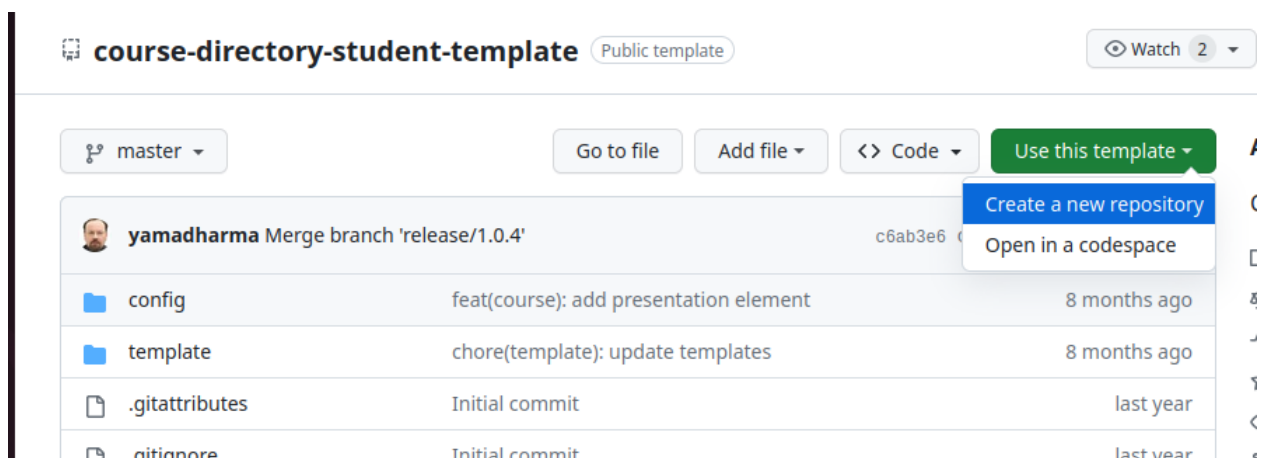 course-directory-student-template Public template Watch 2
master Go to file Add file <> Code Use this template
Create a new repository
Open in a codespace
yamadharma Merge branch 'release/1.0.4' c6ab3e6
config feat(course): add presentation element 8 months ago
template chore(template): update templates 8 months ago
.gitattributes Initial commit last year
.gitignore Initial commit last year